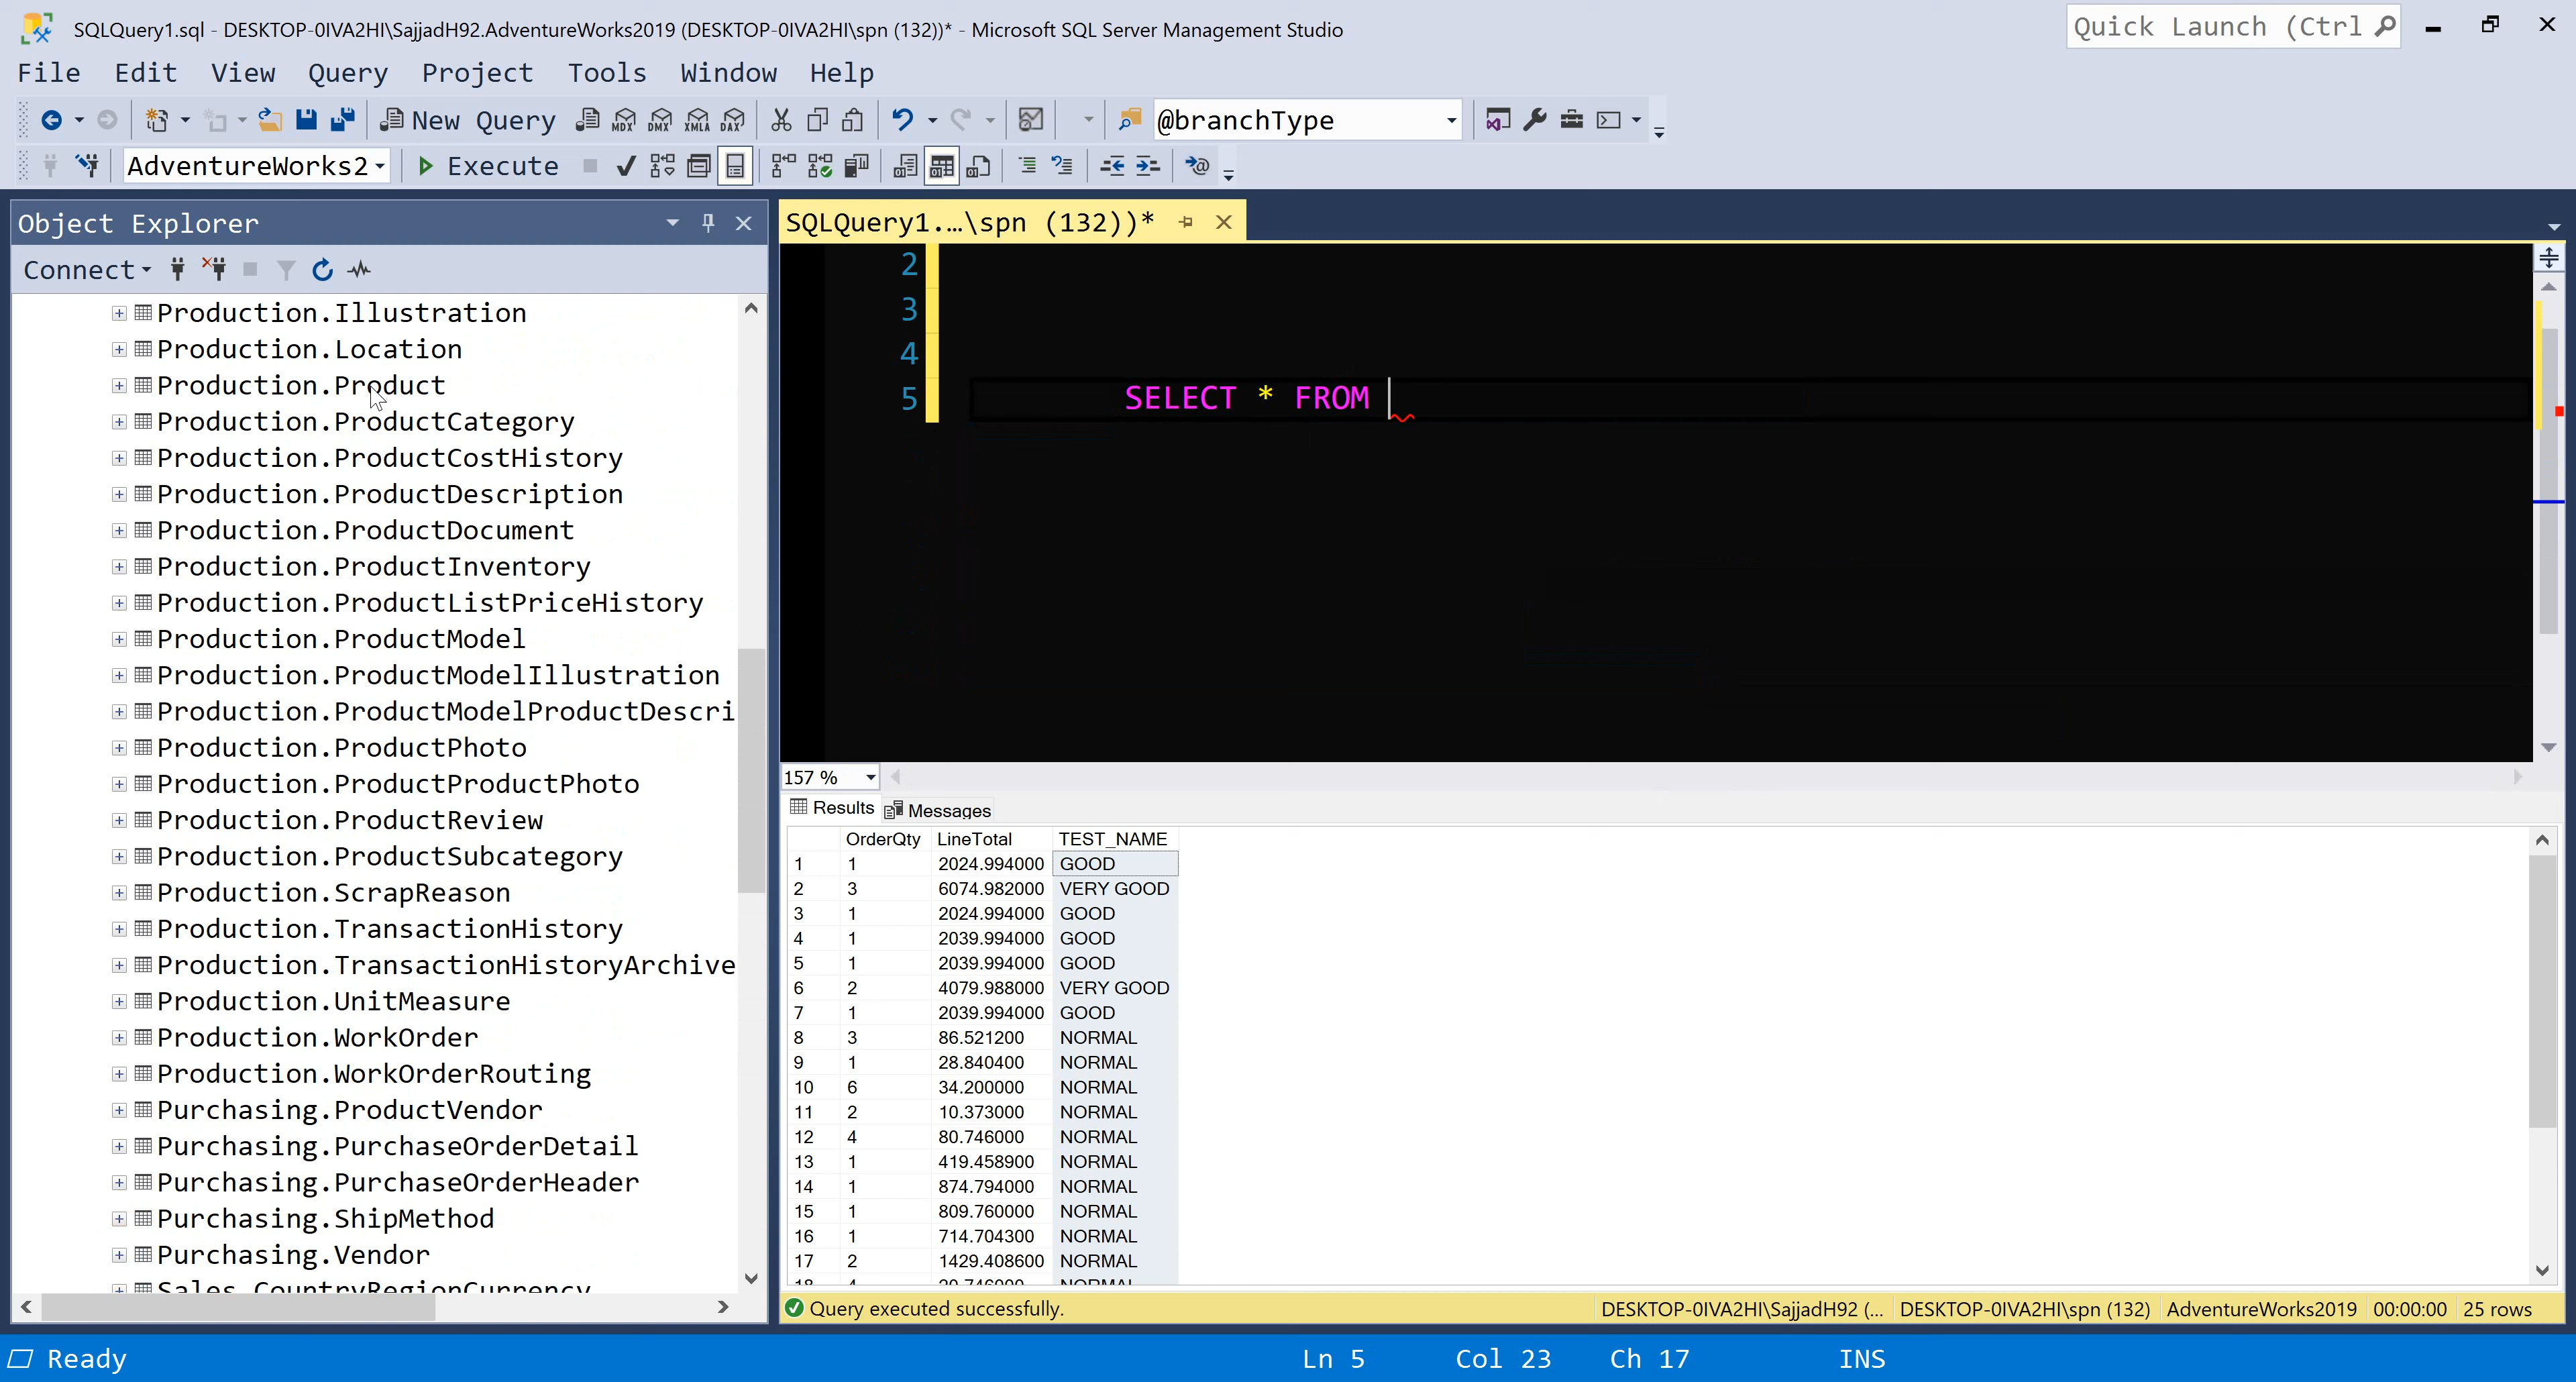 SQLQuery1.sql - DESKTOP-0IVA2HI\SajjadH92.AdventureWorks2019 (DESKTOP-0IVA2HI\spn (132))* - Microsoft SQL Server Management Studio
Quick Launch (Ctrl
File Edit View Query Project Tools Window Help
New Query MDX DMX XMLA DAX @branchType
AdventureWorks2 Execute
Object Explorer
Connect
Production.Illustration
Production.Location
Production.Product
Production.ProductCategory
Production.ProductCostHistory
Production.ProductDescription
Production.ProductDocument
Production.ProductInventory
Production.ProductListPriceHistory
Production.ProductModel
Production.ProductModelIllustration
Production.ProductModelProductDescri
Production.ProductPhoto
Production.ProductProductPhoto
Production.ProductReview
Production.ProductSubcategory
Production.ScrapReason
Production.TransactionHistory
Production.TransactionHistoryArchive
Production.UnitMeasure
Production.WorkOrder
Production.WorkOrderRouting
Purchasing.ProductVendor
Purchasing.PurchaseOrderDetail
Purchasing.PurchaseOrderHeader
Purchasing.ShipMethod
Purchasing.Vendor
Sales.CountryRegionCurrency
SQLQuery1....\spn (132))*
2
3
4
5 SELECT * FROM
157 %
Results Messages
OrderQty LineTotal TEST_NAME
1 1 2024.994000 GOOD
2 3 6074.982000 VERY GOOD
3 1 2024.994000 GOOD
4 1 2039.994000 GOOD
5 1 2039.994000 GOOD
6 2 4079.988000 VERY GOOD
7 1 2039.994000 GOOD
8 3 86.521200 NORMAL
9 1 28.840400 NORMAL
10 6 34.200000 NORMAL
11 2 10.373000 NORMAL
12 4 80.746000 NORMAL
13 1 419.458900 NORMAL
14 1 874.794000 NORMAL
15 1 809.760000 NORMAL
16 1 714.704300 NORMAL
17 2 1429.408600 NORMAL
18 4 20.746000 NORMAL
Query executed successfully. DESKTOP-0IVA2HI\SajjadH92 (... DESKTOP-0IVA2HI\spn (132) AdventureWorks2019 00:00:00 25 rows
Ready Ln 5 Col 23 Ch 17 INS